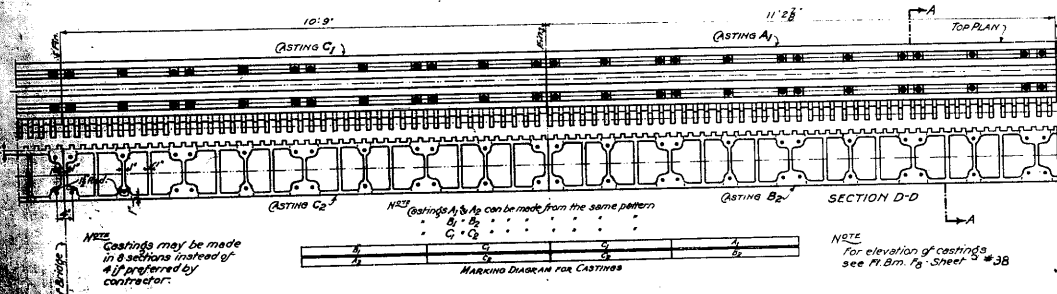 10'-9"
11'-2 7/8"
A
CASTING C1
CASTING A1
TOP PLAN
CASTING C2
CASTING B2
SECTION D-D
A
NOTE
Castings A1 & A2 can be made from the same pattern
" B1 " B2 " " " " " " "
" C1 " C2 " " " " " " "
NOTE
Castings may be made
in 8 sections instead of
4 if preferred by
contractor.
B1 C1 C1 A1
A2 C2 C2 B2
MARKING DIAGRAM FOR CASTINGS
NOTE
For elevation of castings
see Fl. Bm. F8 - Sheet #38
Bridge